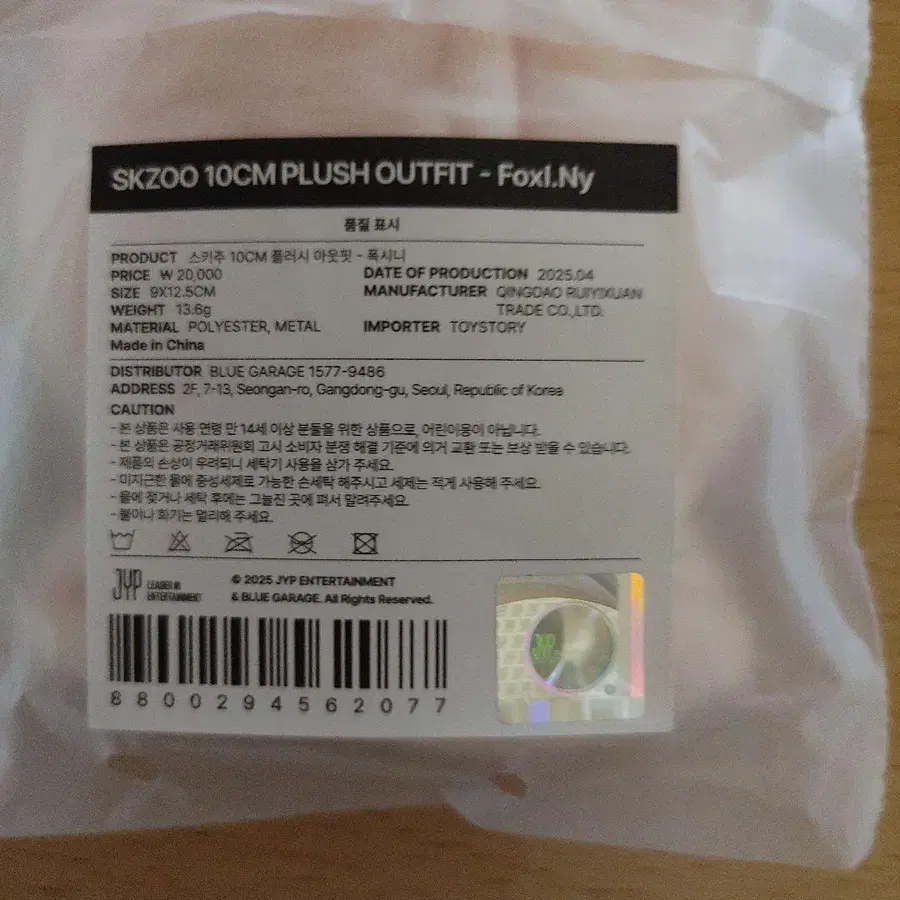 SKZOO 10CM PLUSH OUTFIT - FoxI.Ny
품질 표시
PRODUCT 스키주 10CM 플러시 아웃핏 - 폭시니
PRICE ₩ 20,000
DATE OF PRODUCTION 2025.04
SIZE 9X12.5CM
MANUFACTURER QINGDAO RUIYIXUAN
TRADE CO.,LTD.
WEIGHT 13.6g
MATERIAL POLYESTER, METAL
IMPORTER TOYSTORY
Made in China
DISTRIBUTOR BLUE GARAGE 1577-9486
ADDRESS 2F, 7-13, Seongan-ro, Gangdong-gu, Seoul, Republic of Korea
CAUTION
- 본 상품은 사용 연령 만 14세 이상 분들을 위한 상품으로, 어린이용이 아닙니다.
- 본 상품은 공정거래위원회 고시 소비자 분쟁 해결 기준에 의거 교환 또는 보상 받을 수 있습니다.
- 제품의 손상이 우려되니 세탁기 사용을 삼가 주세요.
- 미지근한 물에 중성세제로 가능한 손세탁 해주시고 세제는 적게 사용해 주세요.
- 물에 젖거나 세탁 후에는 그늘진 곳에 펴서 말려주세요.
- 불이나 화기는 멀리해 주세요.
JYP LEADER IN
ENTERTAINMENT
© 2025 JYP ENTERTAINMENT
& BLUE GARAGE. All Rights Reserved.
JYP
8800294562077